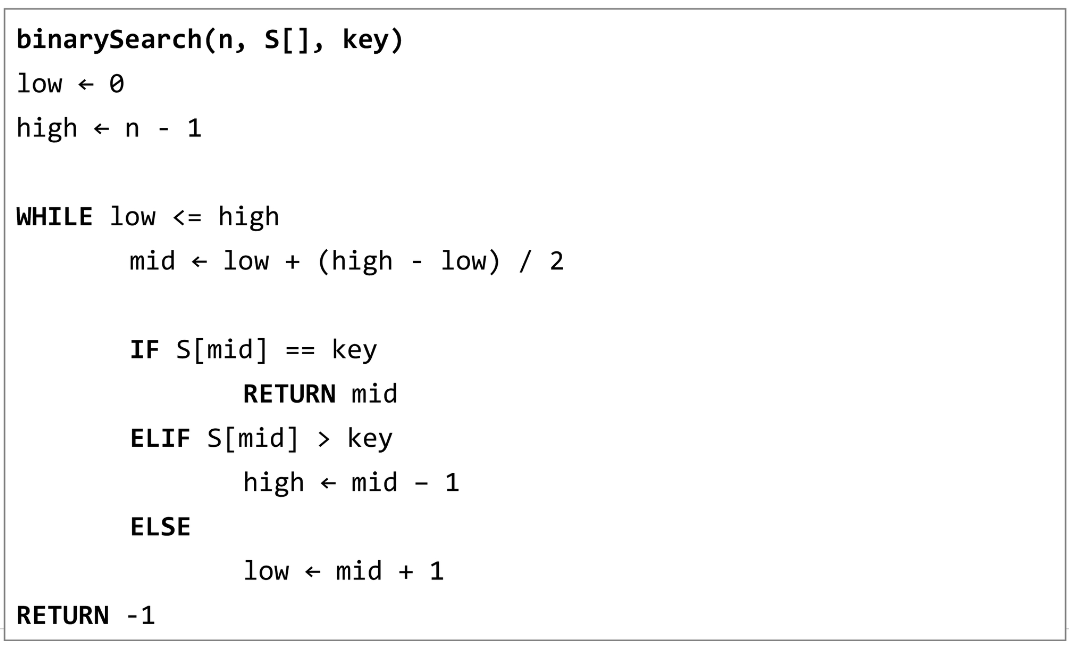 binarySearch(n, S[], key)
low ← 0
high ← n - 1
WHILE low <= high
mid ← low + (high - low) / 2
IF S[mid] == key
RETURN mid
ELIF S[mid] > key
high ← mid – 1
ELSE
low ← mid + 1
RETURN -1